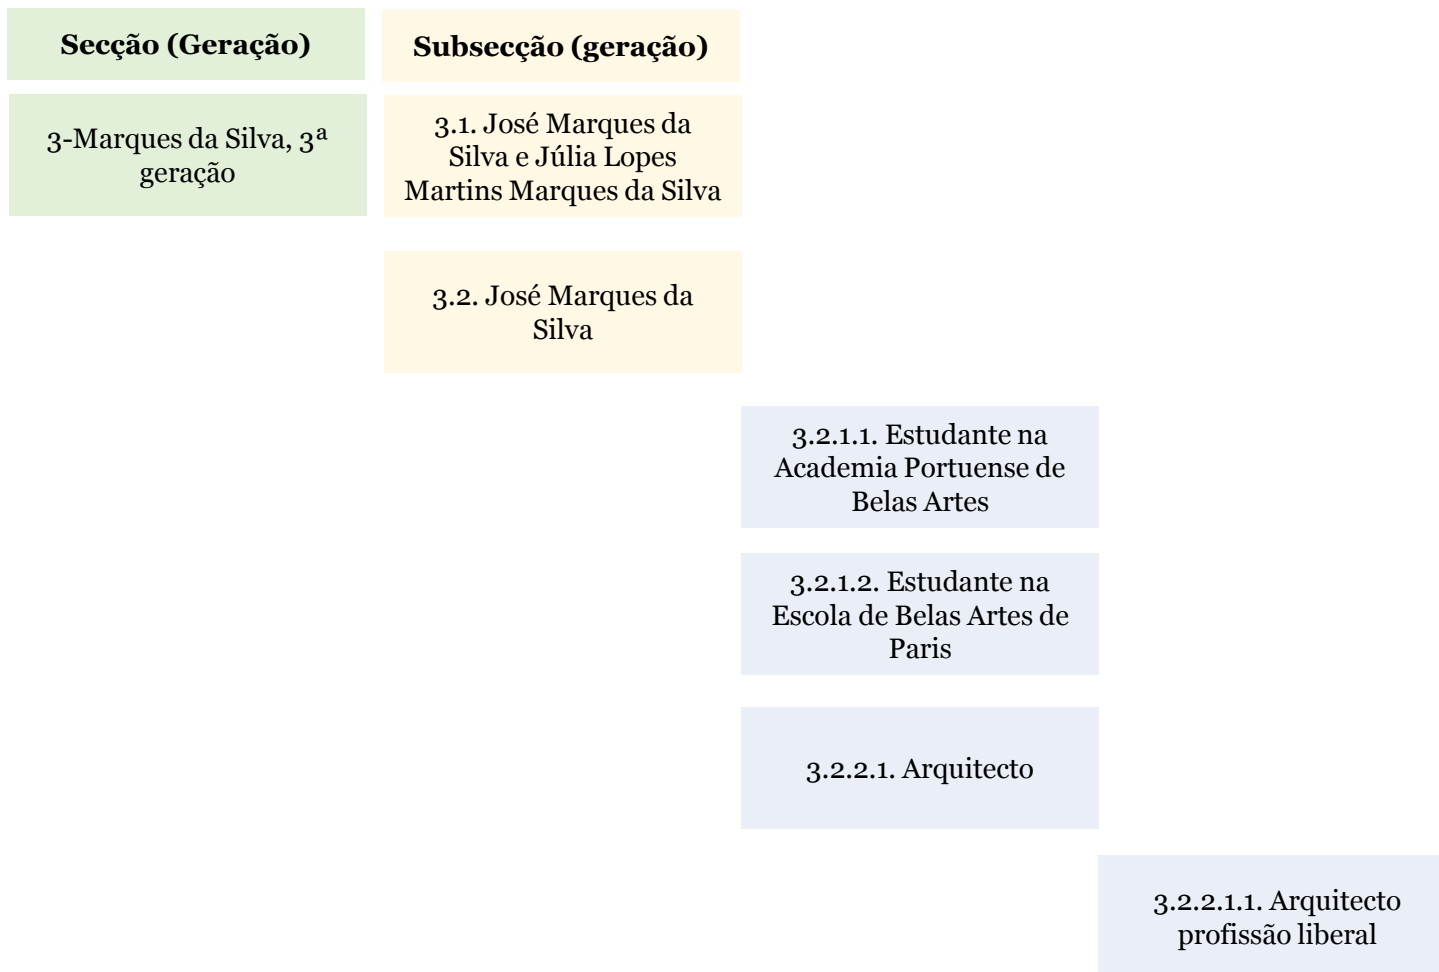 Secção (Geração)
Subsecção (geração)
3-Marques da Silva, 3ª
geração
3.1. José Marques da
Silva e Júlia Lopes
Martins Marques da Silva
3.2. José Marques da
Silva
3.2.1.1. Estudante na
Academia Portuense de
Belas Artes
3.2.1.2. Estudante na
Escola de Belas Artes de
Paris
3.2.2.1. Arquitecto
3.2.2.1.1. Arquitecto
profissão liberal